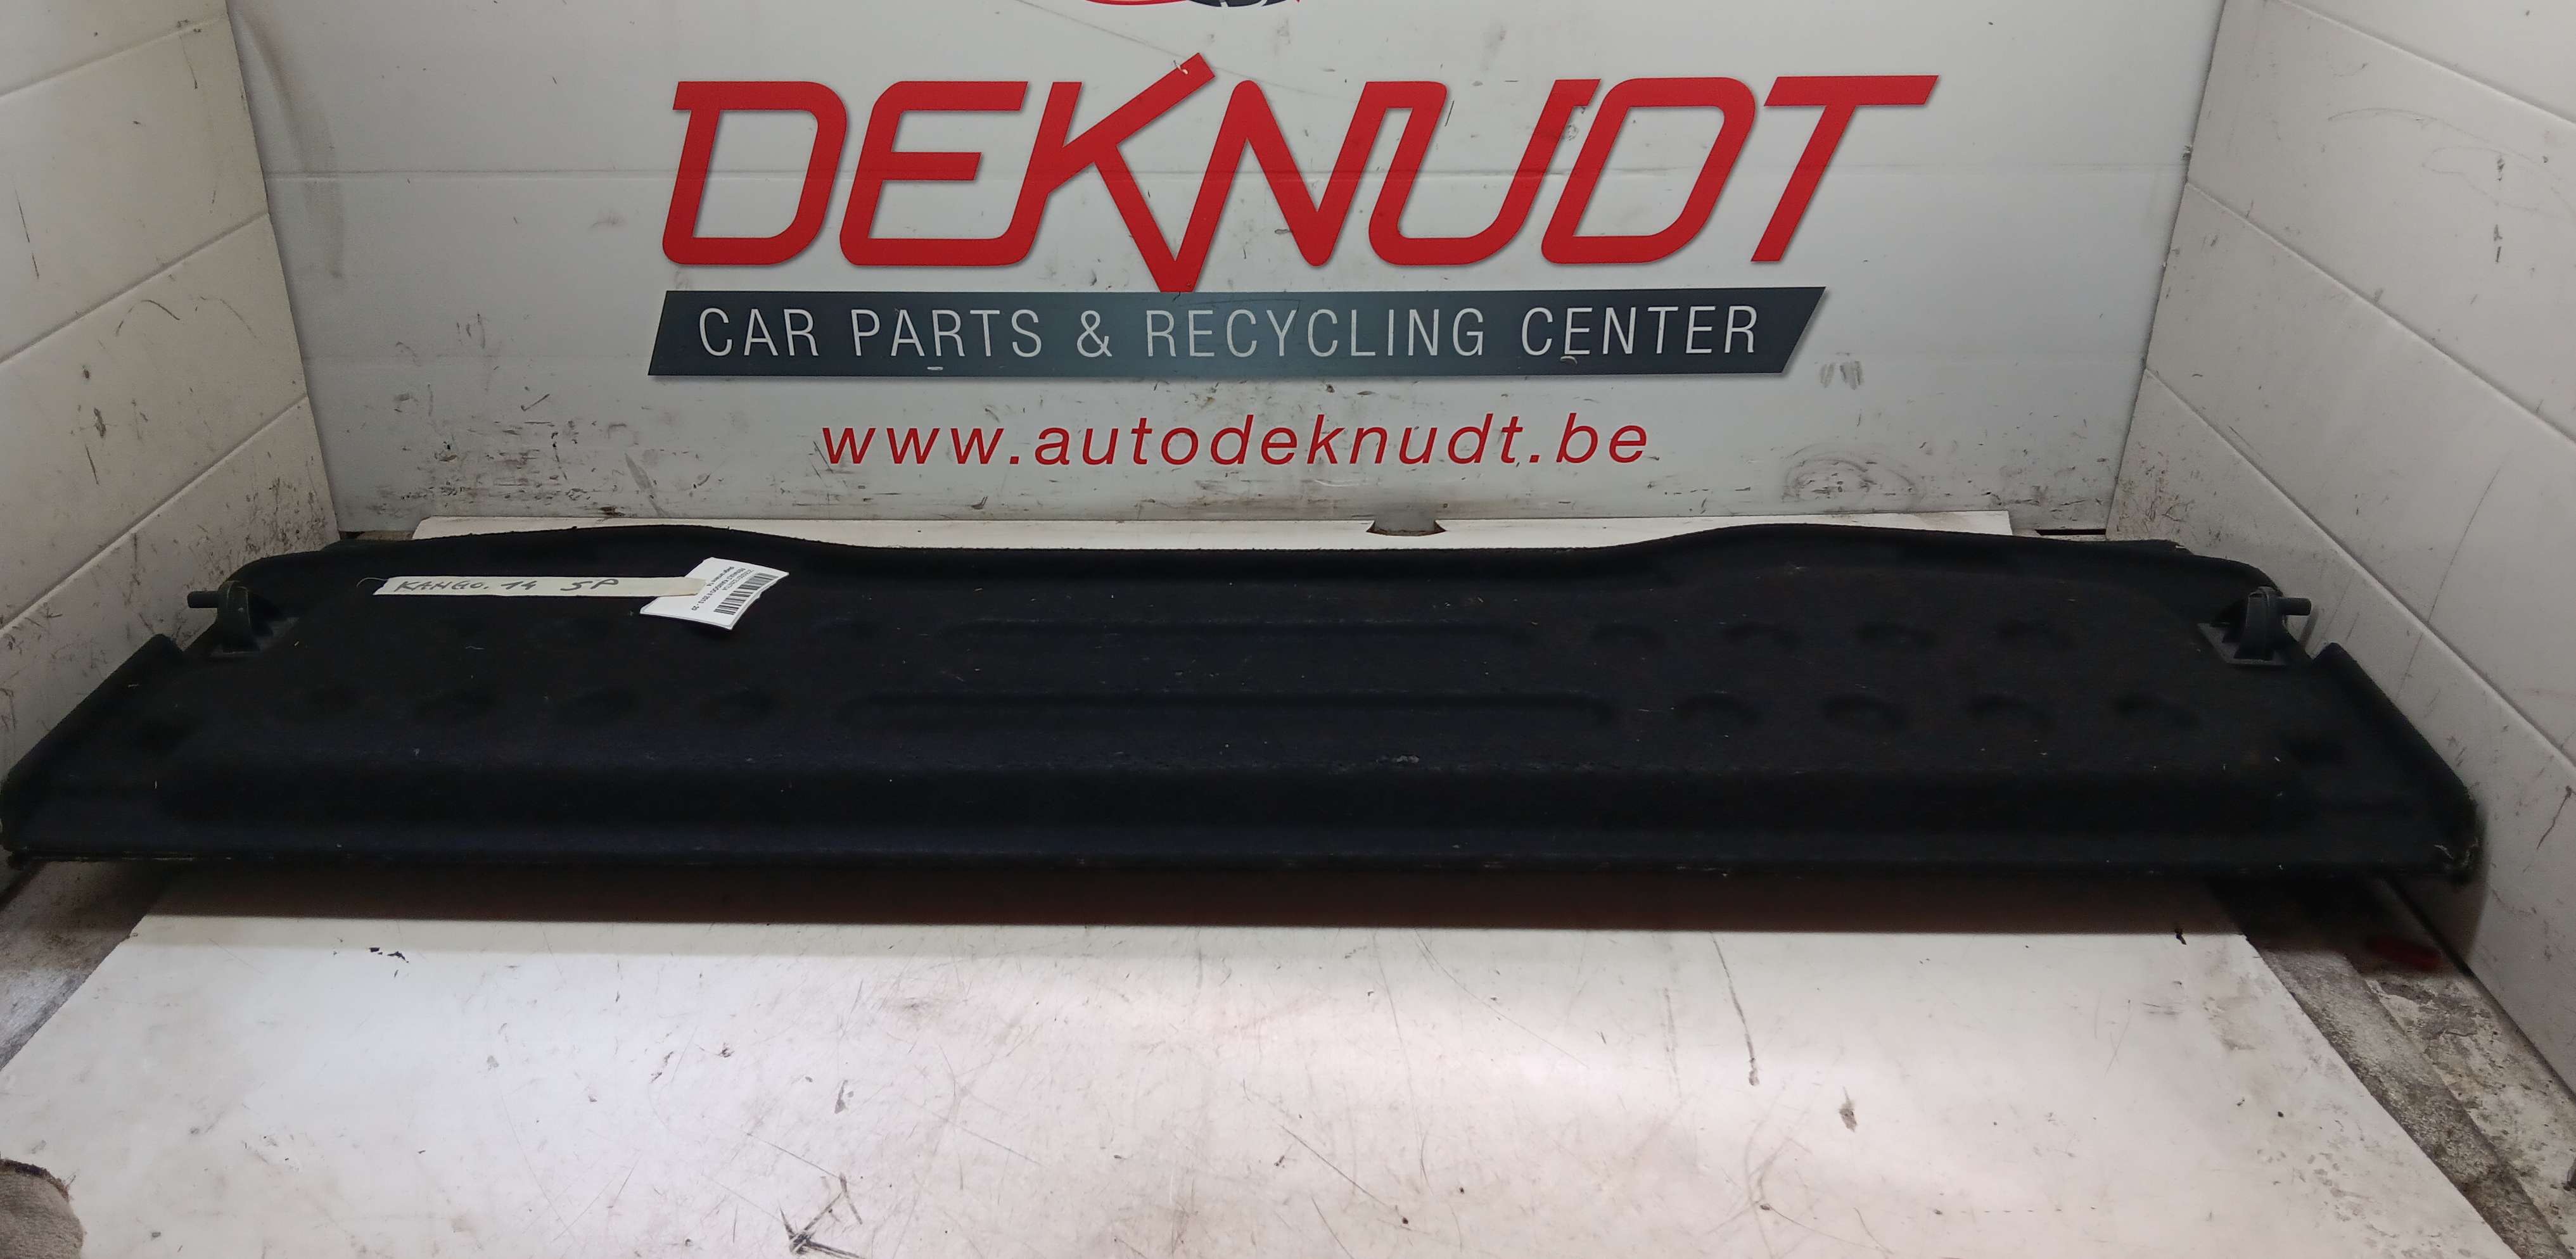 DEKNUDT
CAR PARTS & RECYCLING CENTER
www.autodeknudt.be
KANGO. 14 5P